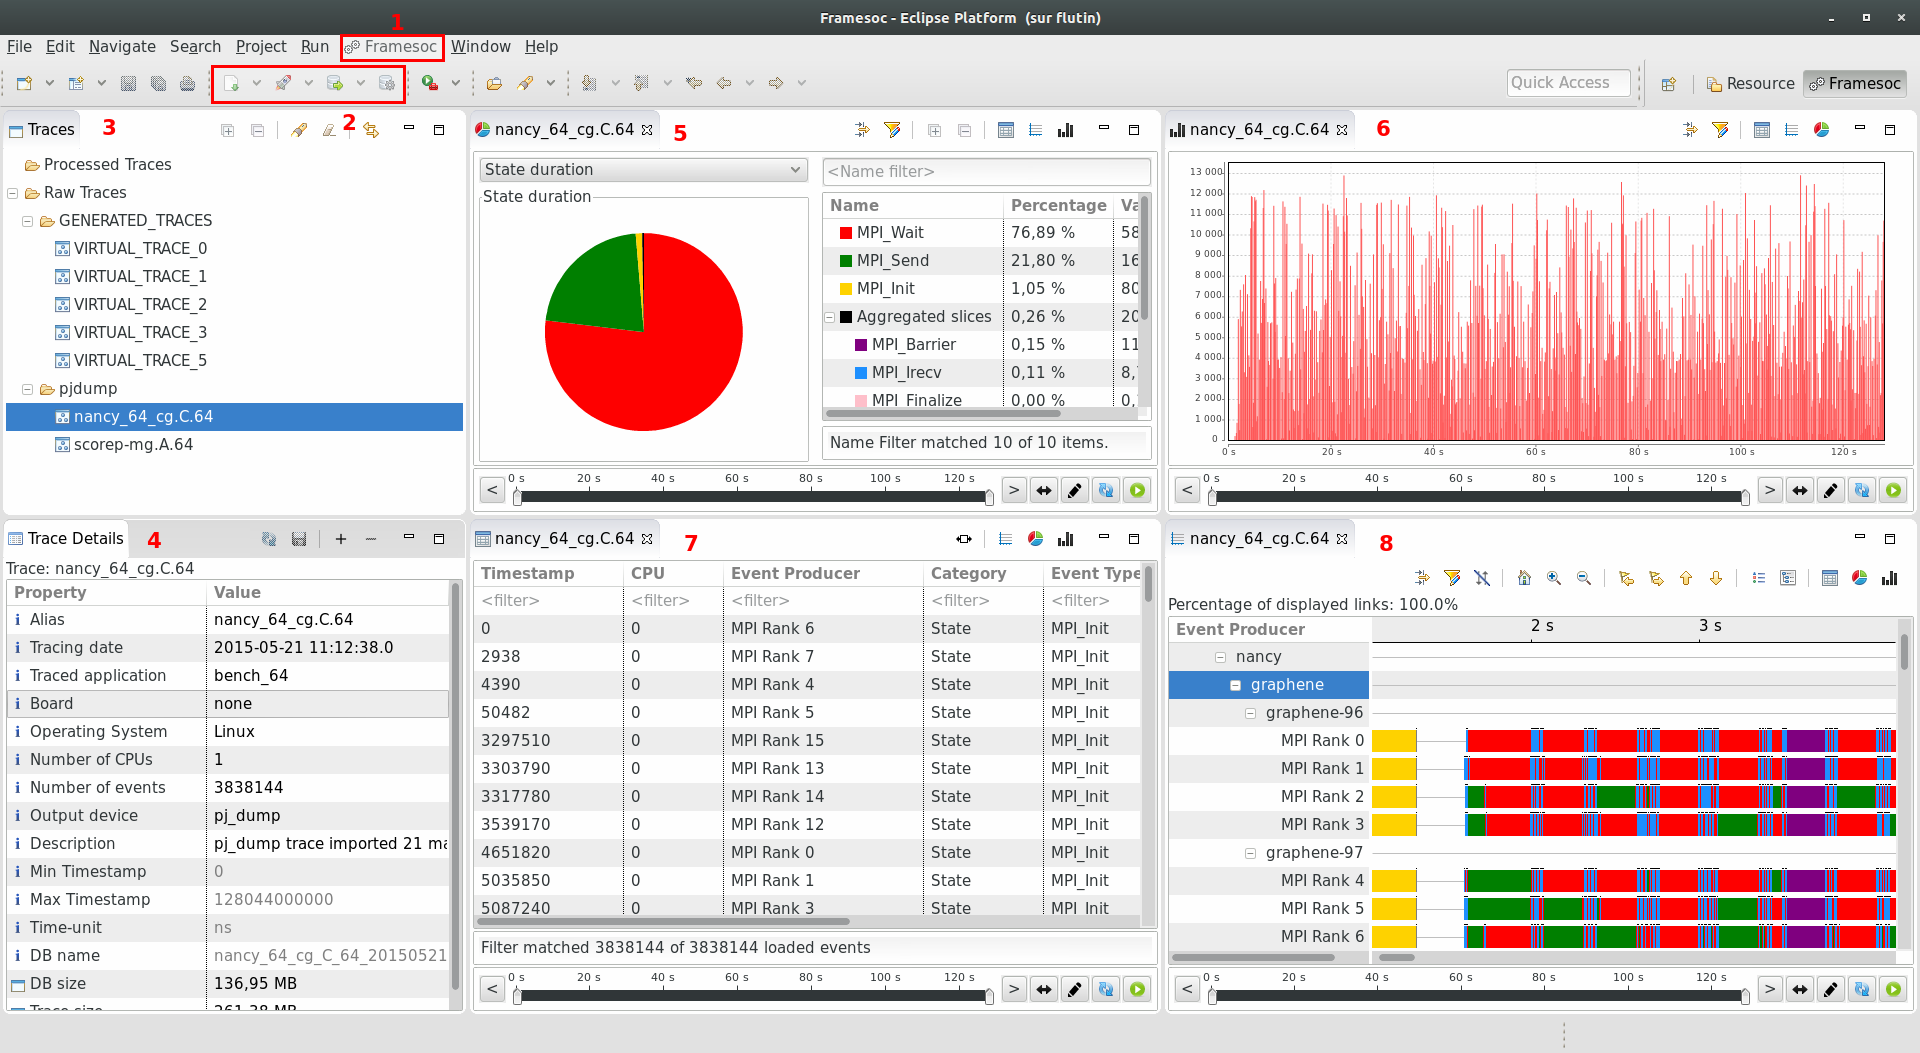 Framesoc - Eclipse Platform (sur flutin)
1
File Edit Navigate Search Project Run Framesoc Window Help
Quick Access
Resource
Framesoc
2
Traces
3
Processed Traces
Raw Traces
GENERATED_TRACES
VIRTUAL_TRACE_0
VIRTUAL_TRACE_1
VIRTUAL_TRACE_2
VIRTUAL_TRACE_3
VIRTUAL_TRACE_5
pjdump
nancy_64_cg.C.64
scorep-mg.A.64
nancy_64_cg.C.64
5
State duration
State duration
<Name filter>
Name Percentage Va
MPI_Wait 76,89 % 58
MPI_Send 21,80 % 16
MPI_Init 1,05 % 80
Aggregated slices 0,26 % 20
MPI_Barrier 0,15 % 11
MPI_Irecv 0,11 % 8,
MPI_Finalize 0,00 % 0,
Name Filter matched 10 of 10 items.
0 s 20 s 40 s 60 s 80 s 100 s 120 s
< >
nancy_64_cg.C.64
6
13 000
12 000
11 000
10 000
9 000
8 000
7 000
6 000
5 000
4 000
3 000
2 000
1 000
0
0 s 20 s 40 s 60 s 80 s 100 s 120 s
0 s 20 s 40 s 60 s 80 s 100 s 120 s
< >
Trace Details
4
Trace: nancy_64_cg.C.64
Property Value
Alias nancy_64_cg.C.64
Tracing date 2015-05-21 11:12:38.0
Traced application bench_64
Board none
Operating System Linux
Number of CPUs 1
Number of events 3838144
Output device pj_dump
Description pj_dump trace imported 21 ma
Min Timestamp 0
Max Timestamp 128044000000
Time-unit ns
DB name nancy_64_cg_C_64_20150521
DB size 136,95 MB
Trace size 261,38 MB
nancy_64_cg.C.64
7
Timestamp CPU Event Producer Category Event Type
<filter> <filter> <filter> <filter> <filter>
0 0 MPI Rank 6 State MPI_Init
2938 0 MPI Rank 7 State MPI_Init
4390 0 MPI Rank 4 State MPI_Init
50482 0 MPI Rank 5 State MPI_Init
3297510 0 MPI Rank 15 State MPI_Init
3303790 0 MPI Rank 13 State MPI_Init
3317780 0 MPI Rank 14 State MPI_Init
3539170 0 MPI Rank 12 State MPI_Init
4651820 0 MPI Rank 0 State MPI_Init
5035850 0 MPI Rank 1 State MPI_Init
5087240 0 MPI Rank 3 State MPI_Init
Filter matched 3838144 of 3838144 loaded events
0 s 20 s 40 s 60 s 80 s 100 s 120 s
< >
nancy_64_cg.C.64
8
Percentage of displayed links: 100.0%
Event Producer 2 s 3 s
nancy
graphene
graphene-96
MPI Rank 0
MPI Rank 1
MPI Rank 2
MPI Rank 3
graphene-97
MPI Rank 4
MPI Rank 5
MPI Rank 6
0 s 20 s 40 s 60 s 80 s 100 s 120 s
< >